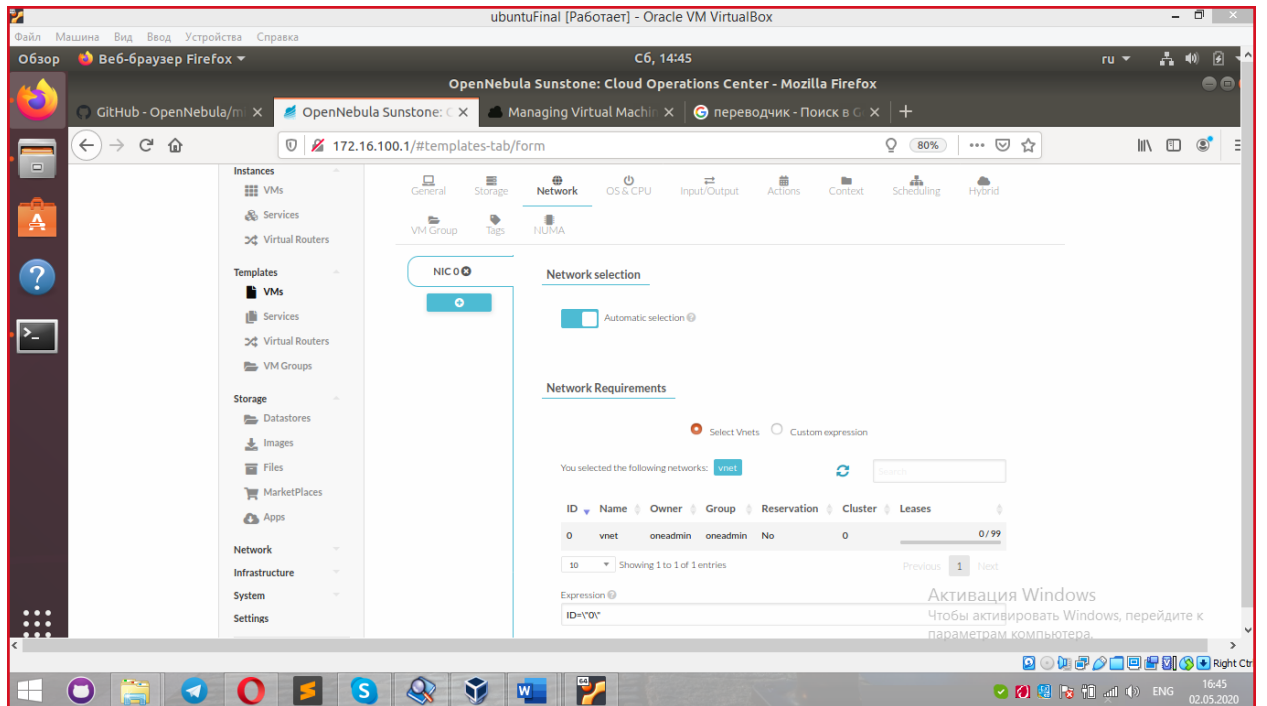 ubuntuFinal [Работает] - Oracle VM VirtualBox
Файл Машина Вид Ввод Устройства Справка
Обзор Веб-браузер Firefox Сб, 14:45 ru
OpenNebula Sunstone: Cloud Operations Center - Mozilla Firefox
GitHub - OpenNebula/mi OpenNebula Sunstone: C Managing Virtual Machin переводчик - Поиск в G
172.16.100.1/#templates-tab/form 80%
Instances
VMs
Services
Virtual Routers
Templates
VMs
Services
Virtual Routers
VM Groups
Storage
Datastores
Images
Files
MarketPlaces
Apps
Network
Infrastructure
System
Settings
General Storage Network OS & CPU Input/Output Actions Context Scheduling Hybrid
VM Group Tags NUMA
NIC 0
Network selection
Automatic selection
Network Requirements
Select Vnets Custom expression
You selected the following networks: vnet Search
ID Name Owner Group Reservation Cluster Leases
0 vnet oneadmin oneadmin No 0 0 / 99
10 Showing 1 to 1 of 1 entries Previous 1 Next
Expression
ID=\"0\"
Активация Windows
Чтобы активировать Windows, перейдите к
параметрам компьютера.
Right Ctrl
64
ENG 16:45
02.05.2020